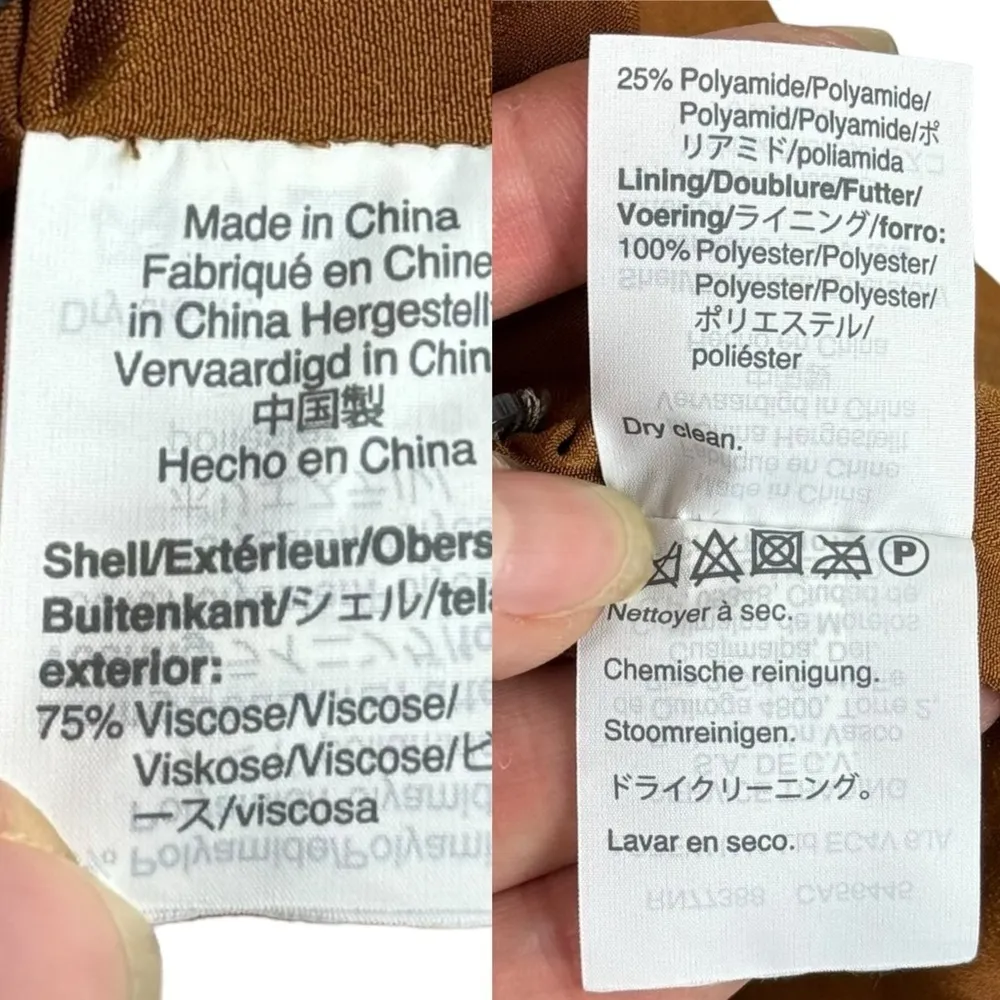 Made in China
Fabriqué en Chine
in China Hergestell
Vervaardigd in Chin
中国製
Hecho en China
Shell/Extérieur/Obers
Buitenkant/シェル/tel
exterior:
75% Viscose/Viscose/
Viskose/Viscose/ビ
ース/viscosa
25% Polyamide/Polyamide/
Polyamid/Polyamide/ポ
リアミド/poliamida
Lining/Doublure/Futter/
Voering/ライニング/forro:
100% Polyester/Polyester/
Polyester/Polyester/
ポリエステル/
poliéster
Dry clean.
P
Nettoyer à sec.
Chemische reinigung.
Stoomreinigen.
ドライクリーニング。
Lavar en seco.